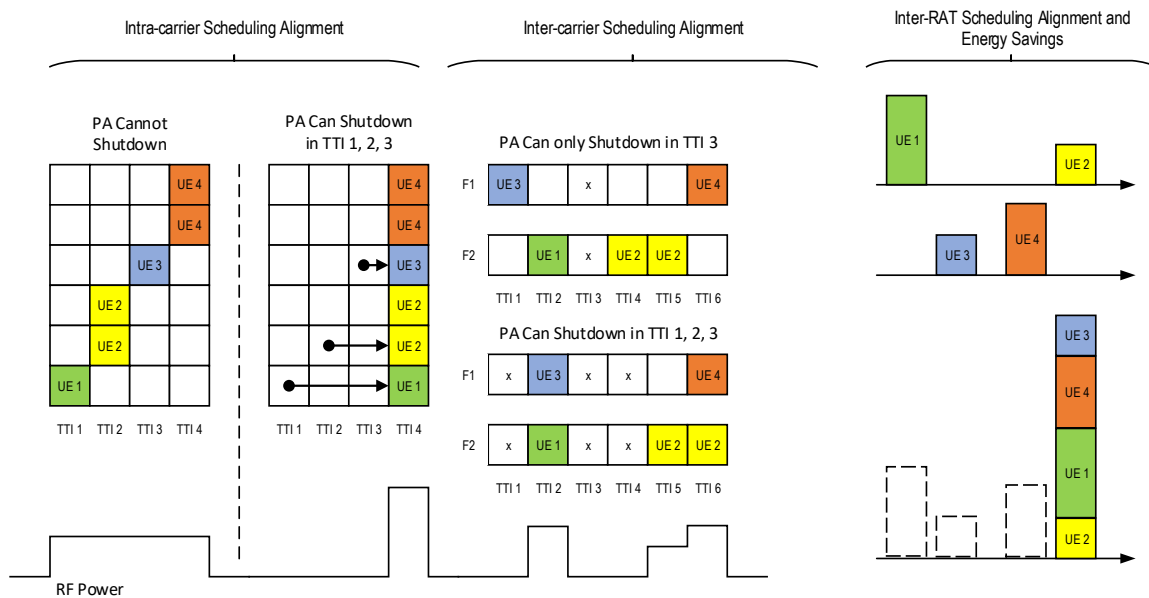 Intra-carrier Scheduling Alignment
Inter-carrier Scheduling Alignment
Inter-RAT Scheduling Alignment and
Energy Savings
PA Cannot
Shutdown
UE 4
UE 4
UE 3
UE 2
UE 2
UE 1
TTI 1 TTI 2 TTI 3 TTI 4
PA Can Shutdown
in TTI 1, 2, 3
UE 4
UE 4
UE 3
UE 2
UE 2
UE 1
TTI 1 TTI 2 TTI 3 TTI 4
RF Power
PA Can only Shutdown in TTI 3
F1 UE 3 x UE 4
F2 UE 1 x UE 2 UE 2
TTI 1 TTI 2 TTI 3 TTI 4 TTI 5 TTI 6
PA Can Shutdown in TTI 1, 2, 3
F1 x UE 3 x x UE 4
F2 x UE 1 x x UE 2 UE 2
TTI 1 TTI 2 TTI 3 TTI 4 TTI 5 TTI 6
UE 1
UE 2
UE 3
UE 4
UE 3
UE 4
UE 1
UE 2